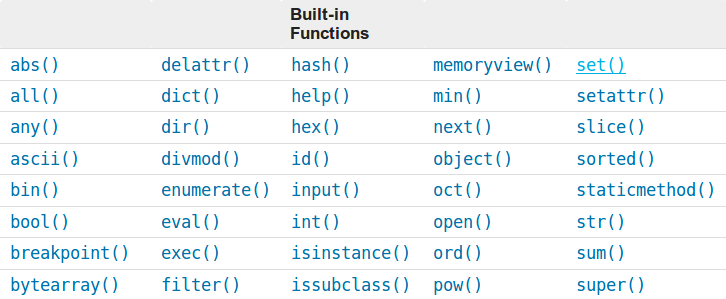 Built-in
Functions
abs() delattr() hash() memoryview() set()
all() dict() help() min() setattr()
any() dir() hex() next() slice()
ascii() divmod() id() object() sorted()
bin() enumerate() input() oct() staticmethod()
bool() eval() int() open() str()
breakpoint() exec() isinstance() ord() sum()
bytearray() filter() issubclass() pow() super()